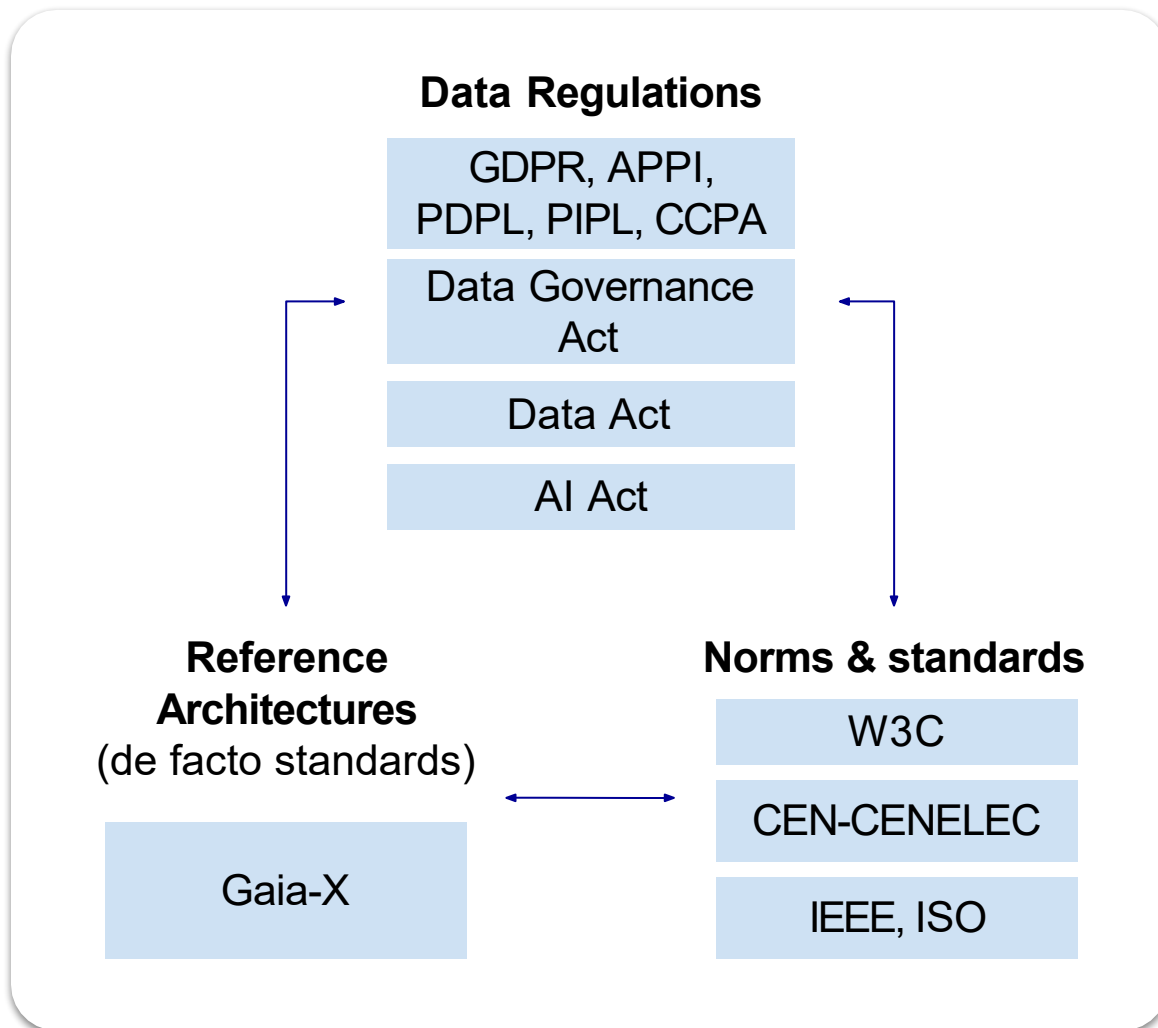 Data Regulations
GDPR, APPI,
PDPL, PIPL, CCPA
Data Governance
Act
Data Act
AI Act
Reference
Architectures
(de facto standards)
Gaia-X
Norms & standards
W3C
CEN-CENELEC
IEEE, ISO